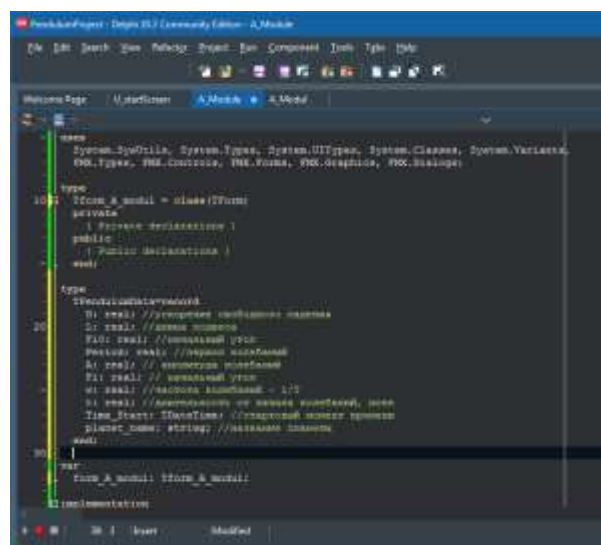 PendulumProject - Delphi 10.3 Community Edition - A_Module
File Edit Search View Refactor Project Run Component Tools Tabs Help
Welcome Page U_startScreen A_Module A_Modul
uses
System.SysUtils, System.Types, System.UITypes, System.Classes, System.Variants,
FMX.Types, FMX.Controls, FMX.Forms, FMX.Graphics, FMX.Dialogs;
type
10 Tform_A_modul = class(TForm)
private
{ Private declarations }
public
{ Public declarations }
end;
type
TPendulumData=record
real; //ускорение свободного падения
20 L: real; //длина подвеса
Fi0: real; //начальный угол
Period: real; //период колебаний
A: real; // амплитуда колебаний
Fi: real; // начальный угол
real; //частота колебаний - 1/
real; //длительность от начала колебаний,
Time_Start: TDateTime; //стартовый момент времени
planet_name: string; //название планеты
end;
30
var
form_A_modul: Tform_A_modul;
implementation
Insert Modified